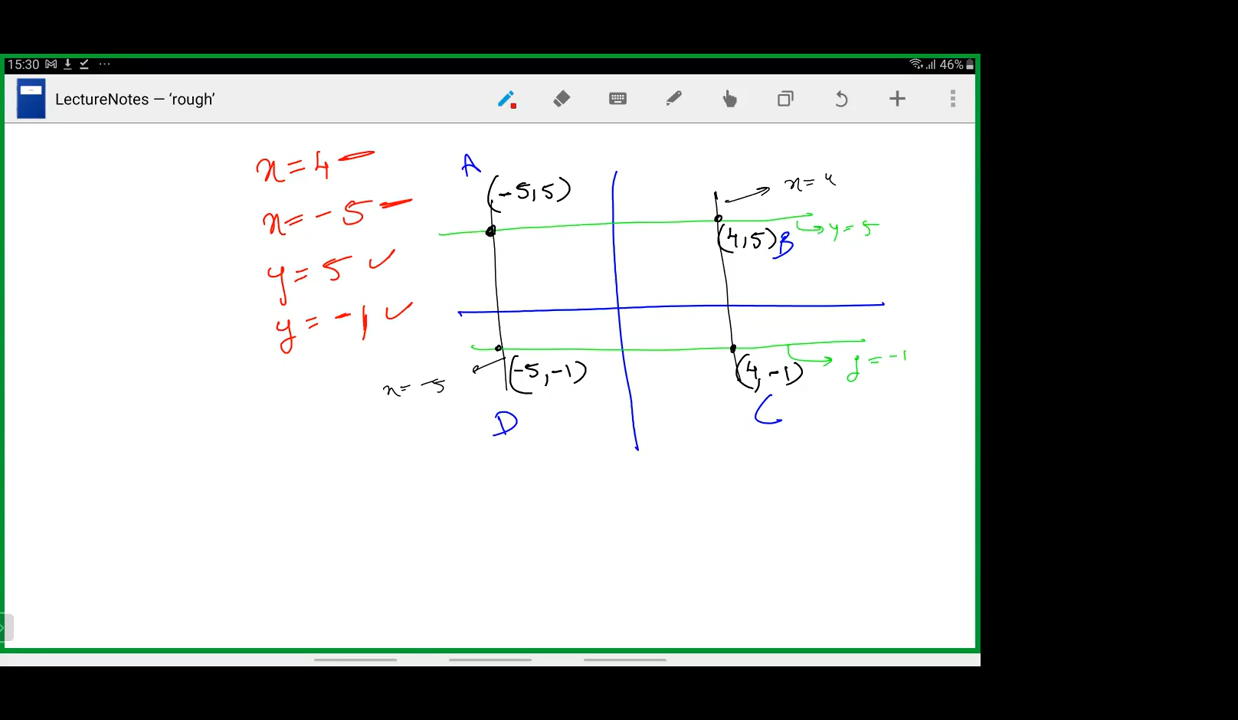 15:30 46%
LectureNotes — ‘rough’
x = 4
x = -5
y = 5
y = -1
A
(-5,5)
x = 4
(4,5) B
y = 5
x = -5
(-5,-1)
(4,-1)
y = -1
D
C